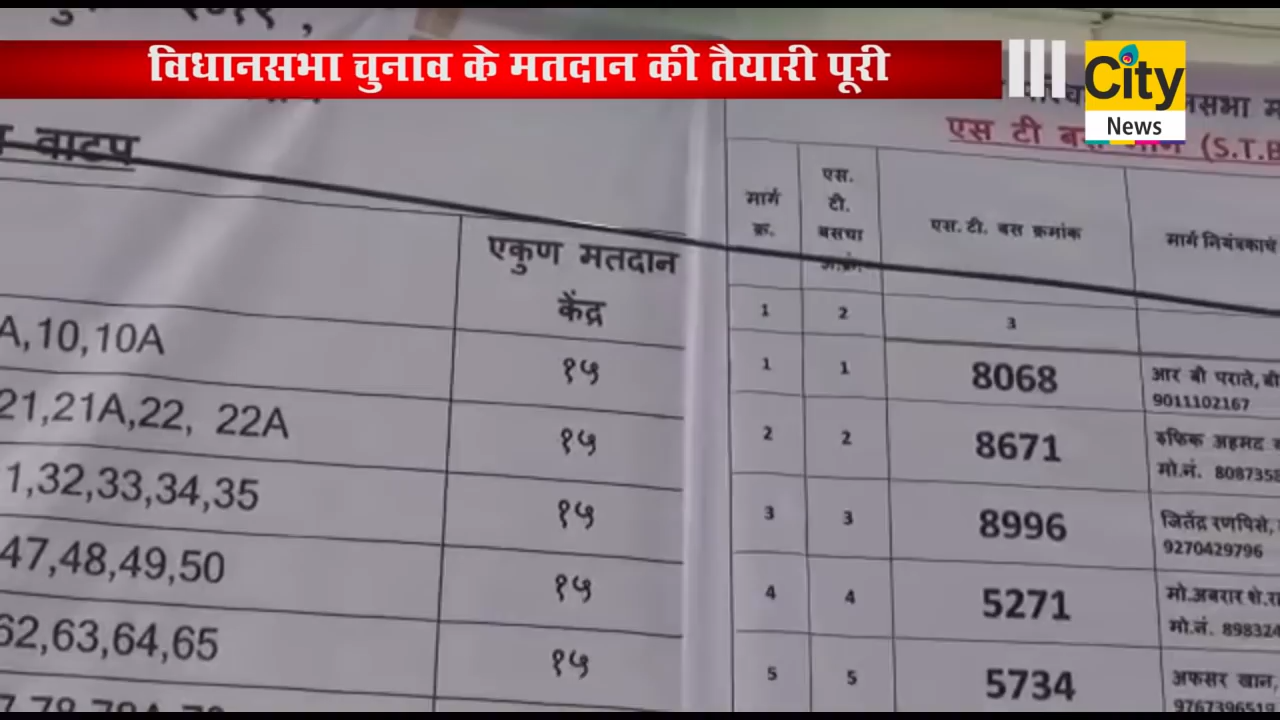 विधानसभा चुनाव के मतदान की तैयारी पूरी
City
News
वाटप
एकुण मतदान
केंद्र
A,10,10A
१५
21,21A,22, 22A
१५
1,32,33,34,35
१५
47,48,49,50
१५
62,63,64,65
१५
एस टी (S.T.B
मार्ग
क्र.
एस.
टी.
बसचा
एस.टी. बस क्रमांक
मार्ग नियंत्रकाचे
1 2 3
1 1 8068 आर बी पराते,
9011102167
2 2 8671 अहमद
मो.नं. 8087358
3 3 8996 जितेंद्र रणपिसे,
9270429796
4 4 5271 मो.अबरार शे.
मो.नं. 898324
5 5 5734 अफसर खान,
9767396519